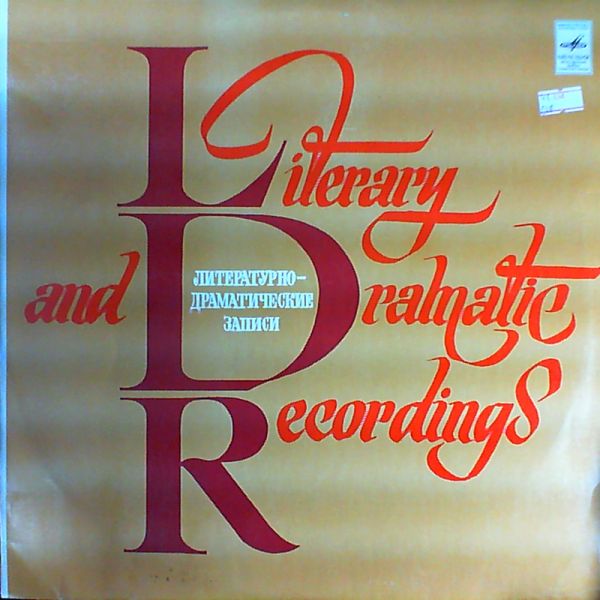 Literary
and Dramatic
ЛИТЕРАТУРНО-
ДРАМАТИЧЕСКИЕ
ЗАПИСИ
Recordings